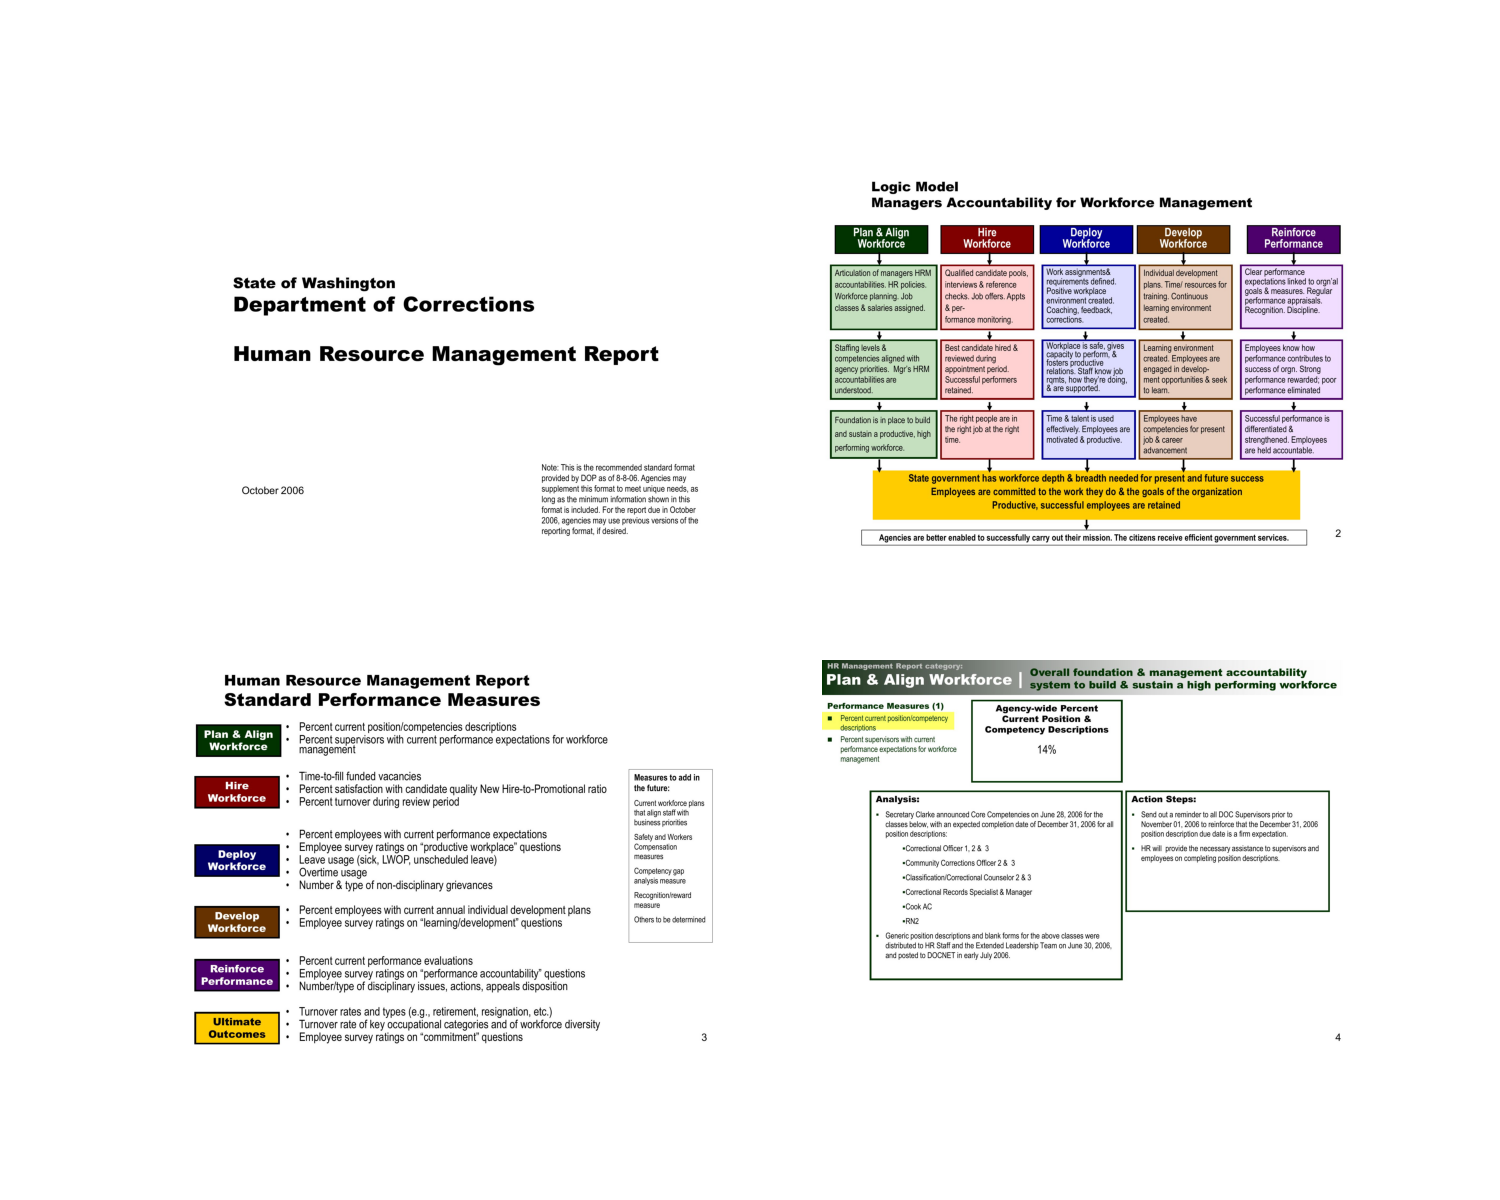 State of Washington
Department of Corrections
Human Resource Management Report
October 2006
Note: This is the recommended standard format
provided by DOP as of 8-8-06. Agencies may
supplement this format to meet unique needs, as
long as the minimum information shown in this
format is included. For the report due in October
2006, agencies may use previous versions of the
reporting format, if desired.
Logic Model
Managers Accountability for Workforce Management
Plan & Align
Workforce
Hire
Workforce
Deploy
Workforce
Develop
Workforce
Reinforce
Performance
Articulation of managers HRM
accountabilities. HR policies.
Workforce planning. Job
classes & salaries assigned.
Qualified candidate pools,
interviews & reference
checks. Job offers. Appts
& per-
formance monitoring.
Work assignments&
requirements defined.
Positive workplace
environment created.
Coaching, feedback,
corrections.
Individual development
plans. Time/ resources for
training. Continuous
learning environment
created.
Clear performance
expectations linked to orgn'al
goals & measures. Regular
performance appraisals.
Recognition. Discipline.
Staffing levels &
competencies aligned with
agency priorities. Mgr's HRM
accountabilities are
understood.
Best candidate hired &
reviewed during
appointment period.
Successful performers
retained.
Workplace is safe, gives
capacity to perform, &
fosters productive
relations. Staff know job
rqmts, how they're doing,
& are supported.
Learning environment
created. Employees are
engaged in develop-
ment opportunities & seek
to learn.
Employees know how
performance contributes to
success of orgn. Strong
performance rewarded; poor
performance eliminated
Foundation is in place to build
and sustain a productive, high
performing workforce.
The right people are in
the right job at the right
time.
Time & talent is used
effectively. Employees are
motivated & productive.
Employees have
competencies for present
job & career
advancement
Successful performance is
differentiated &
strengthened. Employees
are held accountable.
State government has workforce depth & breadth needed for present and future success
Employees are committed to the work they do & the goals of the organization
Productive, successful employees are retained
Agencies are better enabled to successfully carry out their mission. The citizens receive efficient government services.
2
Human Resource Management Report
Standard Performance Measures
Plan & Align
Workforce
• Percent current position/competencies descriptions
• Percent supervisors with current performance expectations for workforce
management
Hire
Workforce
• Time-to-fill funded vacancies
• Percent satisfaction with candidate quality New Hire-to-Promotional ratio
• Percent turnover during review period
Deploy
Workforce
• Percent employees with current performance expectations
• Employee survey ratings on “productive workplace” questions
• Leave usage (sick, LWOP, unscheduled leave)
• Overtime usage
• Number & type of non-disciplinary grievances
Develop
Workforce
• Percent employees with current annual individual development plans
• Employee survey ratings on “learning/development” questions
Reinforce
Performance
• Percent current performance evaluations
• Employee survey ratings on “performance accountability” questions
• Number/type of disciplinary issues, actions, appeals disposition
Ultimate
Outcomes
• Turnover rates and types (e.g., retirement, resignation, etc.)
• Turnover rate of key occupational categories and of workforce diversity
• Employee survey ratings on “commitment” questions
Measures to add in
the future:
Current workforce plans
that align staff with
business priorities
Safety and Workers
Compensation
measures
Competency gap
analysis measure
Recognition/reward
measure
Others to be determined
3
HR Management Report category:
Plan & Align Workforce
Overall foundation & management accountability
system to build & sustain a high performing workforce
Performance Measures (1)
■ Percent current position/competency
descriptions
■ Percent supervisors with current
performance expectations for workforce
management
Agency-wide Percent
Current Position &
Competency Descriptions
14%
Analysis:
• Secretary Clarke announced Core Competencies on June 28, 2006 for the
classes below, with an expected completion date of December 31, 2006 for all
position descriptions:
•Correctional Officer 1, 2 & 3
•Community Corrections Officer 2 & 3
•Classification/Correctional Counselor 2 & 3
•Correctional Records Specialist & Manager
•Cook AC
•RN2
• Generic position descriptions and blank forms for the above classes were
distributed to HR Staff and the Extended Leadership Team on June 30, 2006,
and posted to DOCNET in early July 2006.
Action Steps:
• Send out a reminder to all DOC Supervisors prior to
November 01, 2006 to reinforce that the December 31, 2006
position description due date is a firm expectation.
• HR will provide the necessary assistance to supervisors and
employees on completing position descriptions.
4